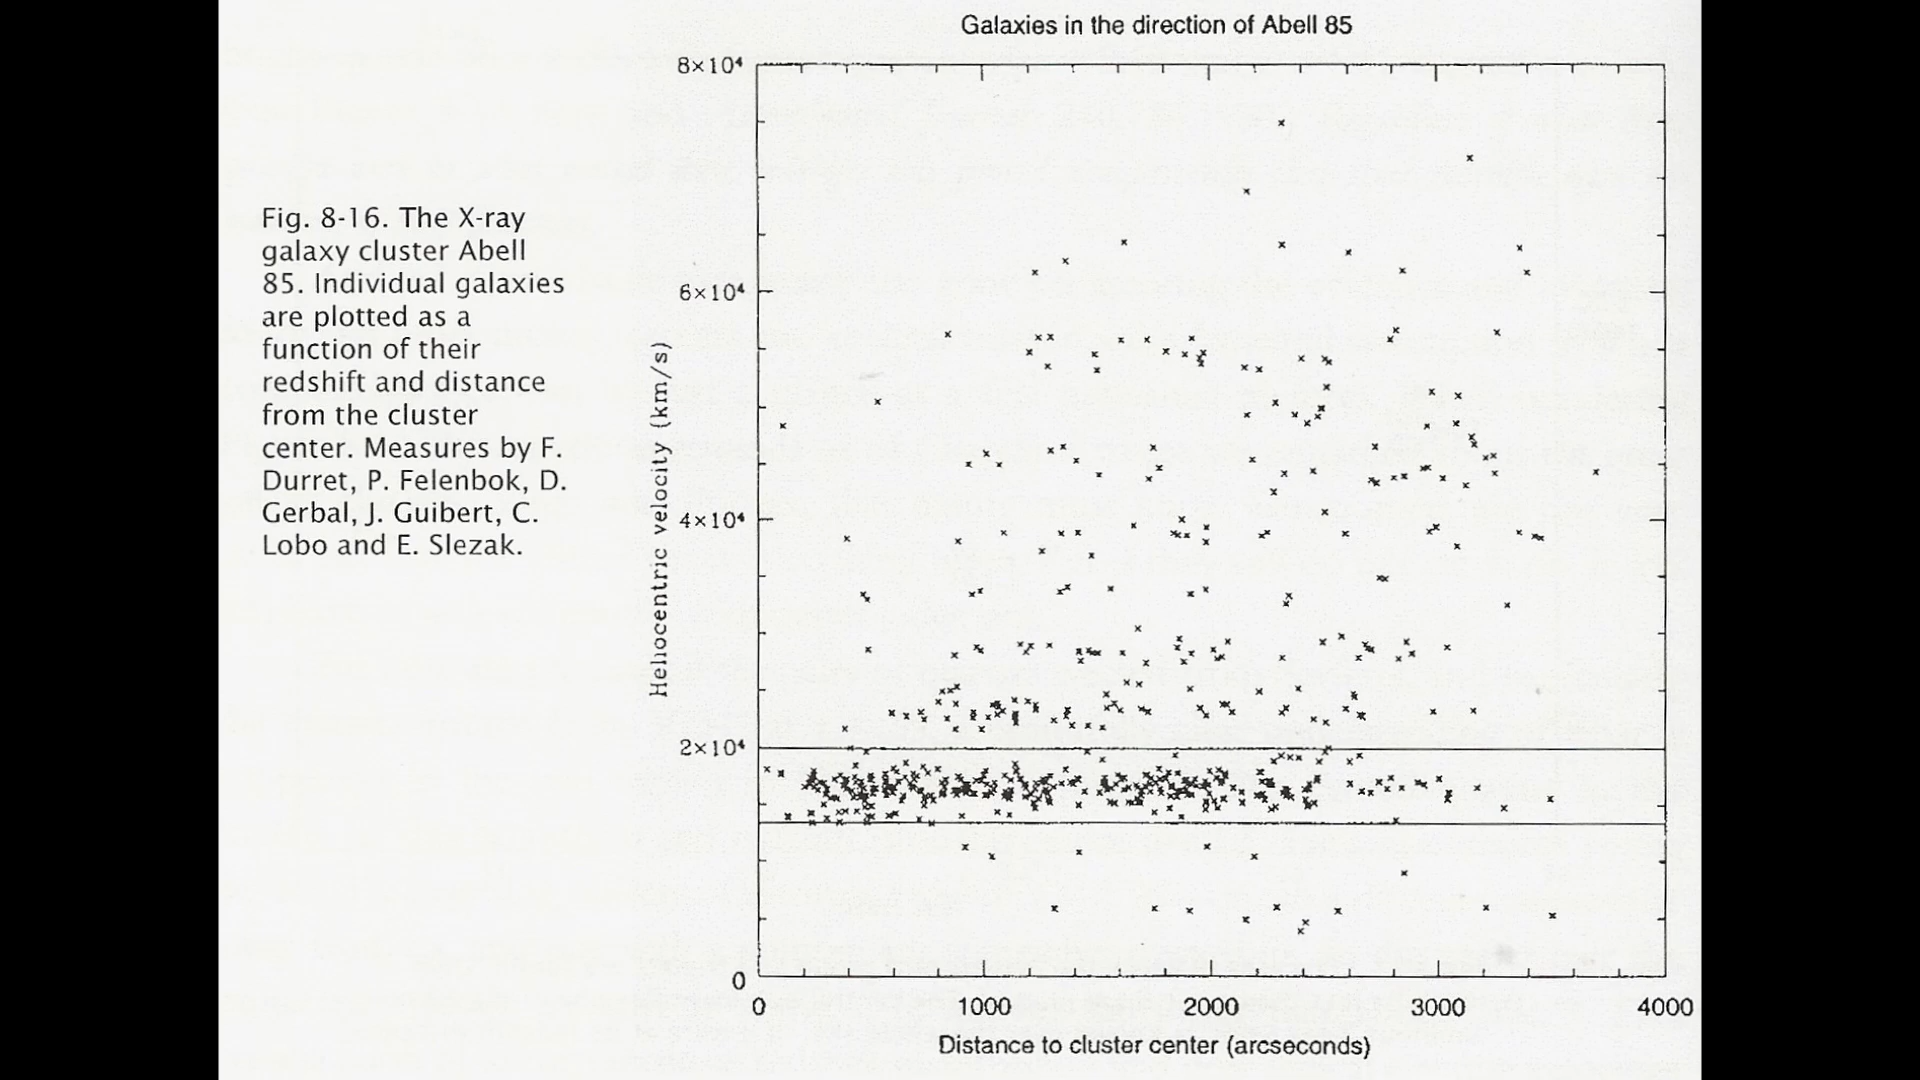 Galaxies in the direction of Abell 85
Fig. 8-16. The X-ray
galaxy cluster Abell
85. Individual galaxies
are plotted as a
function of their
redshift and distance
from the cluster
center. Measures by F.
Durret, P. Felenbok, D.
Gerbal, J. Guibert, C.
Lobo and E. Slezak.
Heliocentric velocity (km/s)
8×10⁴
6×10⁴
4×10⁴
2×10⁴
0
0 1000 2000 3000 4000
Distance to cluster center (arcseconds)